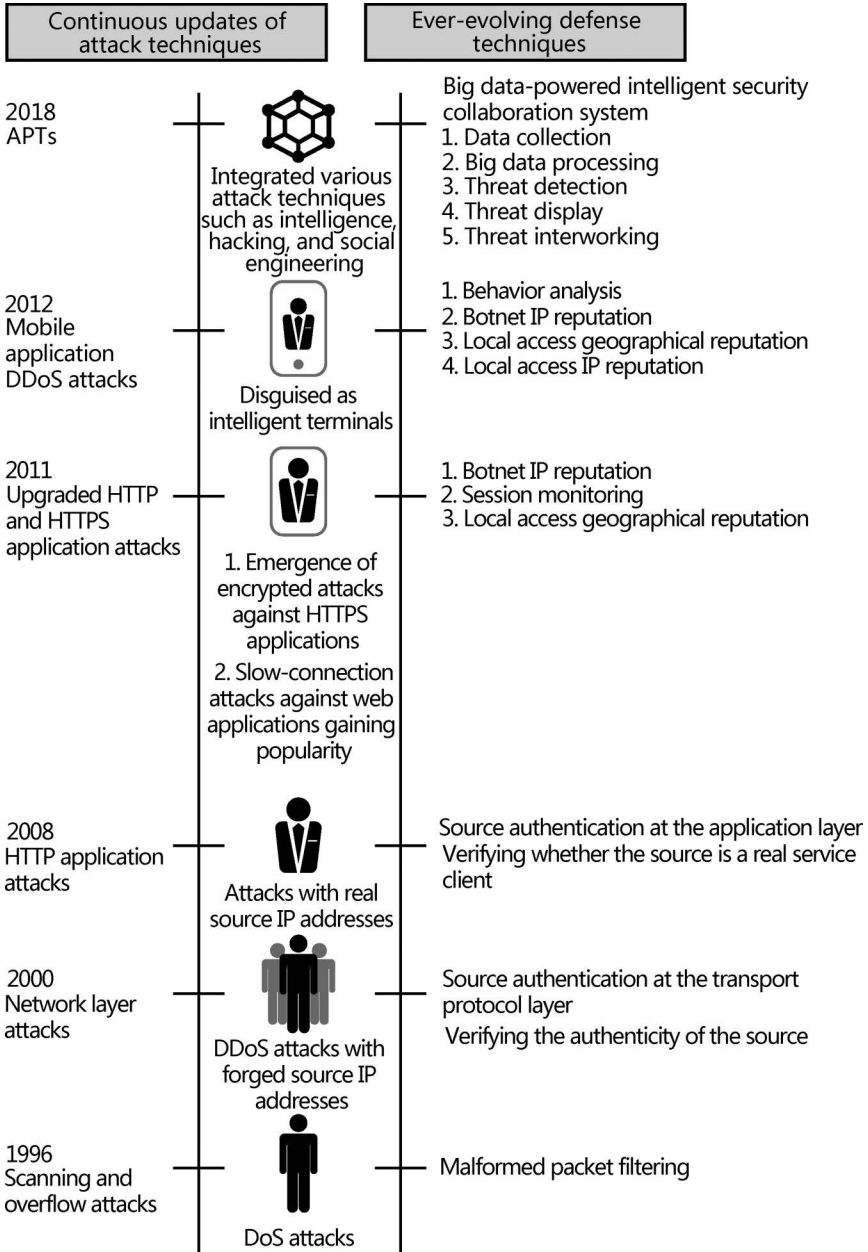 Continuous updates of
attack techniques
Ever-evolving defense
techniques
2018
APTs
Integrated various
attack techniques
such as intelligence,
hacking, and social
engineering
Big data-powered intelligent security
collaboration system
1. Data collection
2. Big data processing
3. Threat detection
4. Threat display
5. Threat interworking
2012
Mobile
application
DDoS attacks
Disguised as
intelligent terminals
1. Behavior analysis
2. Botnet IP reputation
3. Local access geographical reputation
4. Local access IP reputation
2011
Upgraded HTTP
and HTTPS
application attacks
1. Emergence of
encrypted attacks
against HTTPS
applications
2. Slow-connection
attacks against web
applications gaining
popularity
1. Botnet IP reputation
2. Session monitoring
3. Local access geographical reputation
2008
HTTP application
attacks
Attacks with real
source IP addresses
Source authentication at the application layer
Verifying whether the source is a real service
client
2000
Network layer
attacks
DDoS attacks with
forged source IP
addresses
Source authentication at the transport
protocol layer
Verifying the authenticity of the source
1996
Scanning and
overflow attacks
DoS attacks
Malformed packet filtering